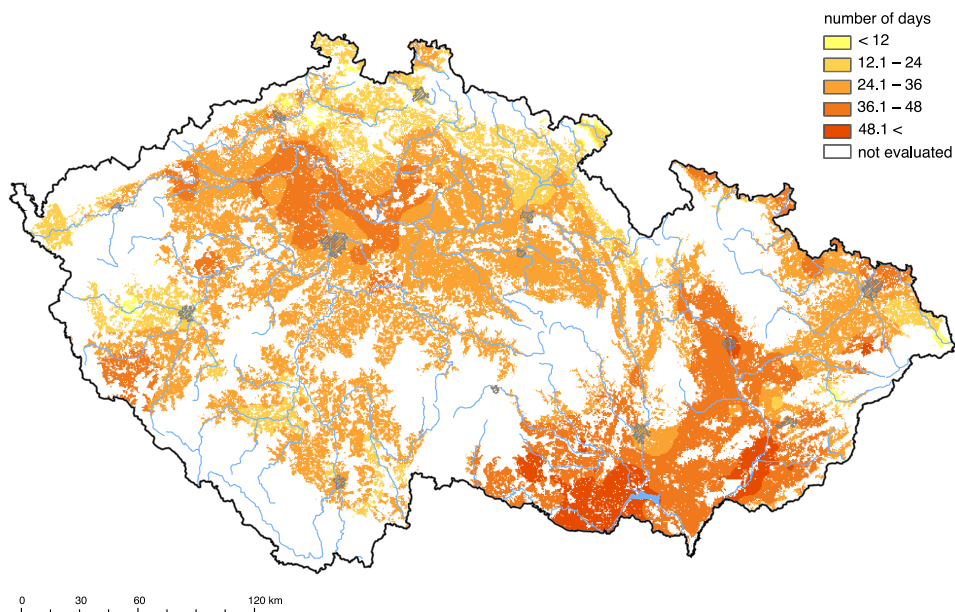 number of days
< 12
12.1 – 24
24.1 – 36
36.1 – 48
48.1 <
not evaluated
0 30 60 120 km